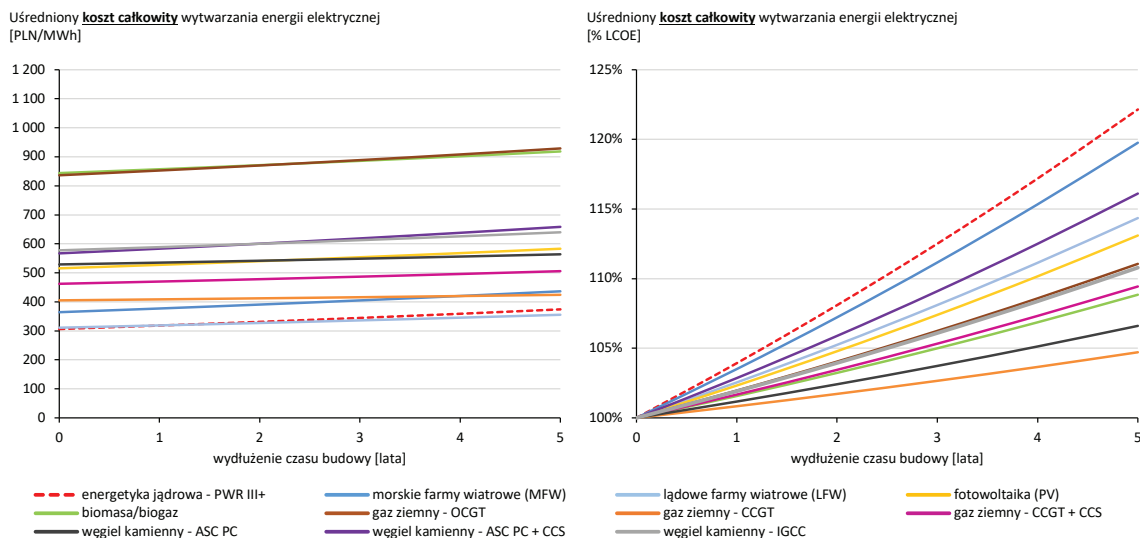 Uśredniony koszt całkowity wytwarzania energii elektrycznej
[PLN/MWh]
1 200
1 100
1 000
900
800
700
600
500
400
300
200
100
0
0 1 2 3 4 5
wydłużenie czasu budowy [lata]
Uśredniony koszt całkowity wytwarzania energii elektrycznej
[% LCOE]
125%
120%
115%
110%
105%
100%
0 1 2 3 4 5
wydłużenie czasu budowy [lata]
energetyka jądrowa - PWR III+ morskie farmy wiatrowe (MFW) lądowe farmy wiatrowe (LFW) fotowoltaika (PV)
biomasa/biogaz gaz ziemny - OCGT gaz ziemny - CCGT gaz ziemny - CCGT + CCS
węgiel kamienny - ASC PC węgiel kamienny - ASC PC + CCS węgiel kamienny - IGCC